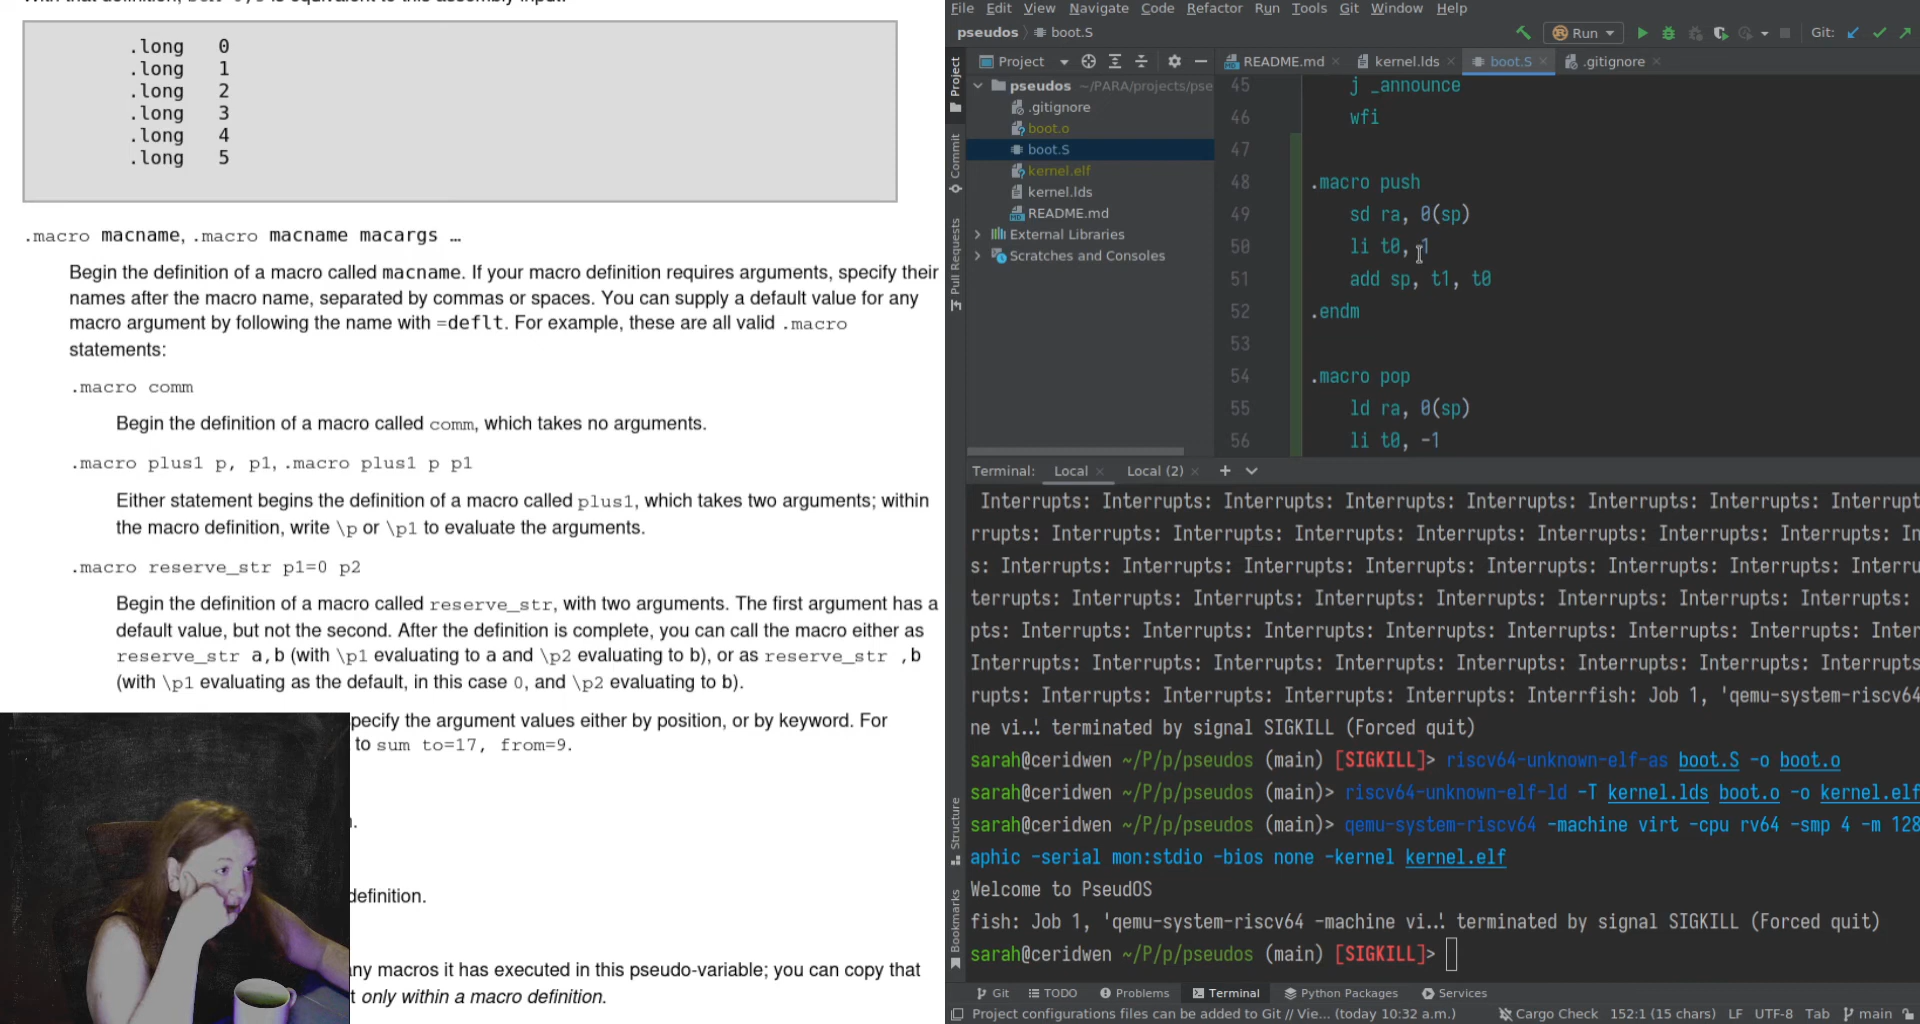 .long 0
.long 1
.long 2
.long 3
.long 4
.long 5
.macro macname, .macro macname macargs …
Begin the definition of a macro called macname. If your macro definition requires arguments, specify their
names after the macro name, separated by commas or spaces. You can supply a default value for any
macro argument by following the name with =deflt. For example, these are all valid .macro
statements:
.macro comm
Begin the definition of a macro called comm, which takes no arguments.
.macro plus1 p, p1, .macro plus1 p p1
Either statement begins the definition of a macro called plus1, which takes two arguments; within
the macro definition, write \p or \p1 to evaluate the arguments.
.macro reserve_str p1=0 p2
Begin the definition of a macro called reserve_str, with two arguments. The first argument has a
default value, but not the second. After the definition is complete, you can call the macro either as
reserve_str a,b (with \p1 evaluating to a and \p2 evaluating to b), or as reserve_str ,b
(with \p1 evaluating as the default, in this case 0, and \p2 evaluating to b).
pecify the argument values either by position, or by keyword. For
to sum to=17, from=9.
definition.
ny macros it has executed in this pseudo-variable; you can copy that
t only within a macro definition.
File Edit View Navigate Code Refactor Run Tools Git Window Help
pseudos boot.S Run Git:
Project README.md kernel.lds boot.S .gitignore
Project
Commit
Pull Requests
pseudos ~/PARA/projects/pse
.gitignore
boot.o
boot.S
kernel.elf
kernel.lds
README.md
External Libraries
Scratches and Consoles
45 j _announce
46 wfi
47
48 .macro push
49 sd ra, 0(sp)
50 li t0, 1
51 add sp, t1, t0
52 .endm
53
54 .macro pop
55 ld ra, 0(sp)
56 li t0, -1
Terminal: Local Local (2)
Interrupts: Interrupts: Interrupts: Interrupts: Interrupts: Interrupts: Interrupts: Interrupt
rrupts: Interrupts: Interrupts: Interrupts: Interrupts: Interrupts: Interrupts: Interrupts: In
s: Interrupts: Interrupts: Interrupts: Interrupts: Interrupts: Interrupts: Interrupts: Interru
terrupts: Interrupts: Interrupts: Interrupts: Interrupts: Interrupts: Interrupts: Interrupts:
pts: Interrupts: Interrupts: Interrupts: Interrupts: Interrupts: Interrupts: Interrupts: Inter
Interrupts: Interrupts: Interrupts: Interrupts: Interrupts: Interrupts: Interrupts: Interrupts
rupts: Interrupts: Interrupts: Interrupts: Interrupts: Interrfish: Job 1, 'qemu-system-riscv64
ne vi…' terminated by signal SIGKILL (Forced quit)
sarah@ceridwen ~/P/p/pseudos (main) [SIGKILL]> riscv64-unknown-elf-as boot.S -o boot.o
sarah@ceridwen ~/P/p/pseudos (main)> riscv64-unknown-elf-ld -T kernel.lds boot.o -o kernel.elf
sarah@ceridwen ~/P/p/pseudos (main)> qemu-system-riscv64 -machine virt -cpu rv64 -smp 4 -m 128
aphic -serial mon:stdio -bios none -kernel kernel.elf
Welcome to PseudOS
fish: Job 1, 'qemu-system-riscv64 -machine vi…' terminated by signal SIGKILL (Forced quit)
sarah@ceridwen ~/P/p/pseudos (main) [SIGKILL]>
Structure
Bookmarks
Git TODO Problems Terminal Python Packages Services
Project configurations files can be added to Git // Vie... (today 10:32 a.m.) Cargo Check 152:1 (15 chars) LF UTF-8 Tab main